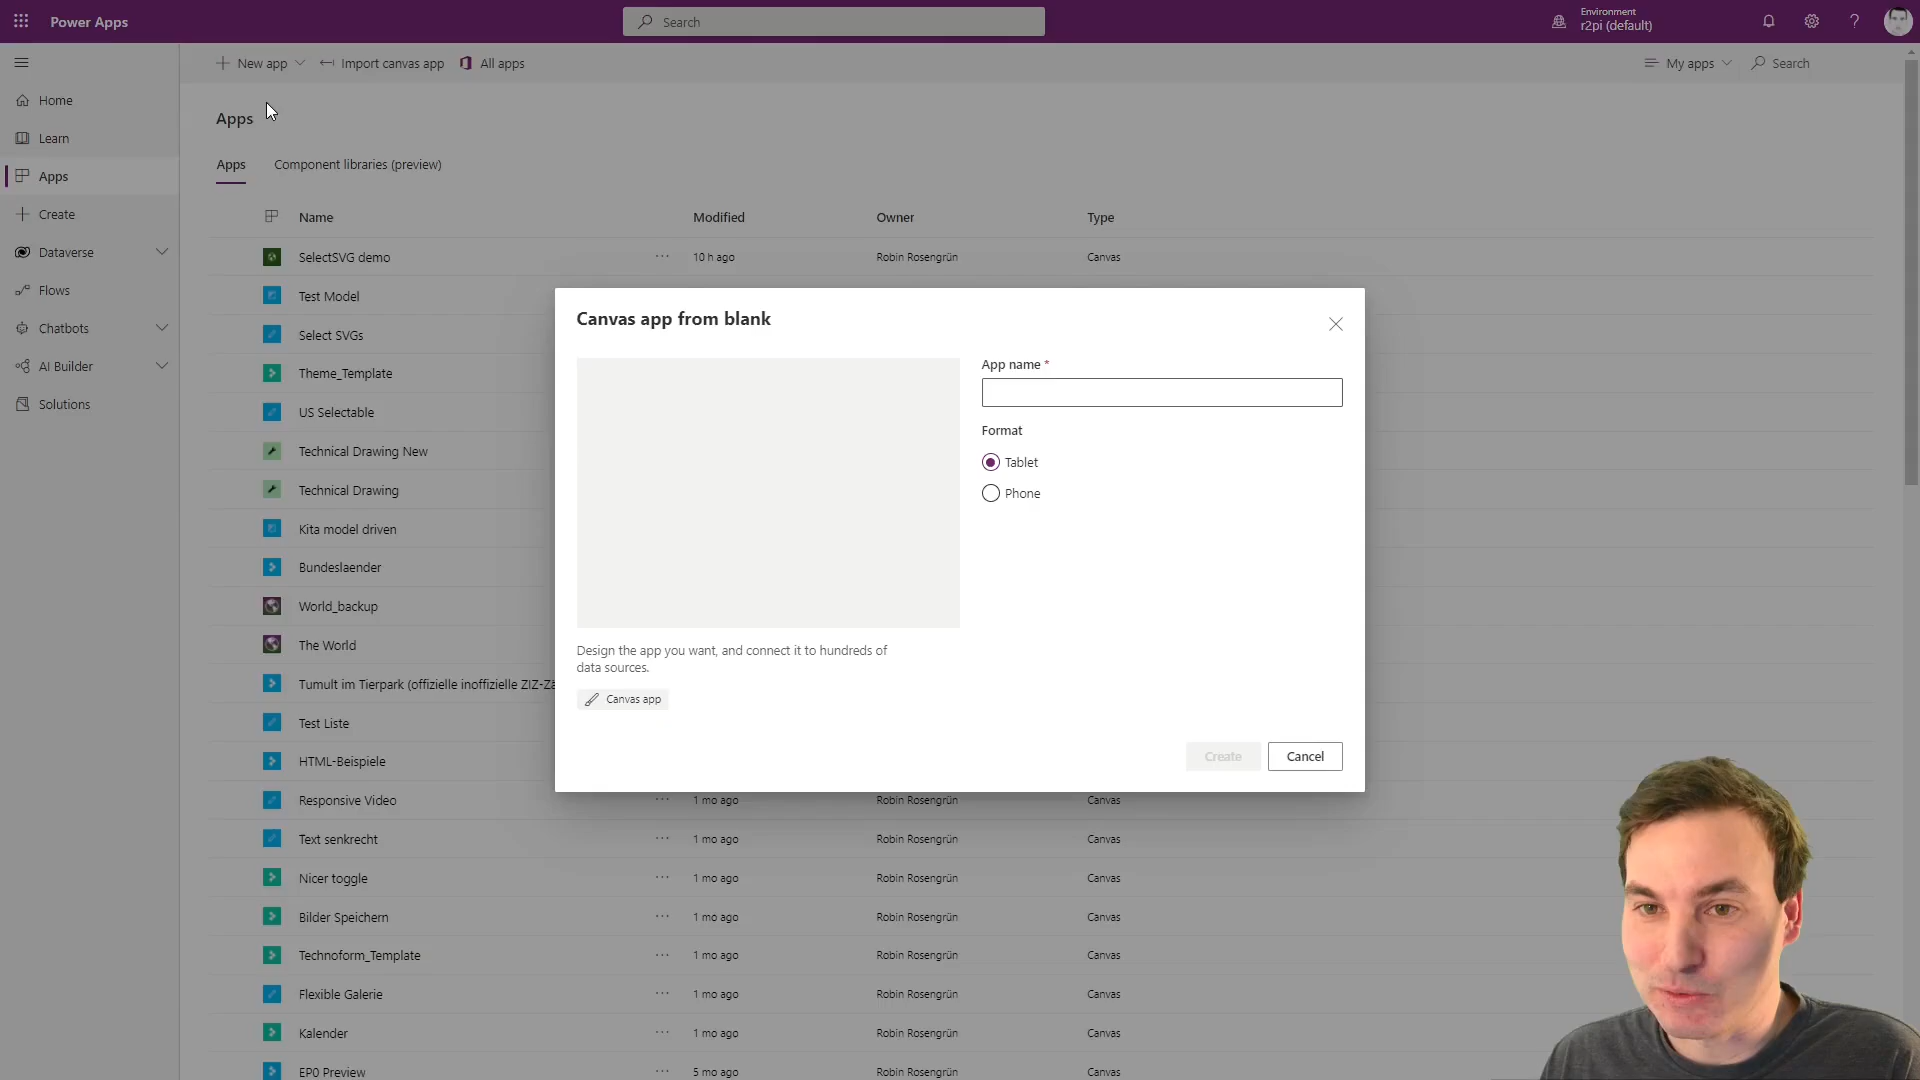 Power Apps
Search
Environment
r2pi (default)
?
New app
Import canvas app
All apps
My apps
Search
Home
Learn
Apps
Create
Dataverse
Flows
Chatbots
AI Builder
Solutions
Apps
Apps
Component libraries (preview)
Name
Modified
Owner
Type
SelectSVG demo
10 h ago
Robin Rosengrün
Canvas
Test Model
Select SVGs
Theme_Template
US Selectable
Technical Drawing New
Technical Drawing
Kita model driven
Bundeslaender
World_backup
The World
Tumult im Tierpark (offizielle inoffizielle ZIZ-Zä
Test Liste
HTML-Beispiele
Canvas app from blank
App name *
Format
Tablet
Phone
Design the app you want, and connect it to hundreds of
data sources.
Canvas app
Create
Cancel
Responsive Video
1 mo ago
Robin Rosengrün
Canvas
Text senkrecht
1 mo ago
Robin Rosengrün
Canvas
Nicer toggle
1 mo ago
Robin Rosengrün
Canvas
Bilder Speichern
1 mo ago
Robin Rosengrün
Canvas
Technoform_Template
1 mo ago
Robin Rosengrün
Canvas
Flexible Galerie
1 mo ago
Robin Rosengrün
Canvas
Kalender
1 mo ago
Robin Rosengrün
Canvas
EP0 Preview
5 mo ago
Robin Rosengrün
Canvas